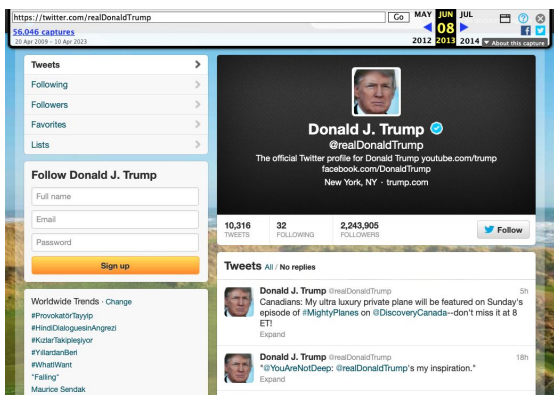 https://twitter.com/realDonaldTrump
Go
MAY JUN JUL
56,046 captures
08
20 Apr 2009 – 10 Apr 2023
2012 2013 2014
About this capture
Tweets
Following
Followers
Favorites
Lists
Donald J. Trump
@realDonaldTrump
The official Twitter profile for Donald Trump youtube.com/trump
facebook.com/DonaldTrump
New York, NY · trump.com
Follow Donald J. Trump
Full name
Email
Password
Sign up
10,316
TWEETS
32
FOLLOWING
2,243,905
FOLLOWERS
Follow
Tweets All / No replies
Donald J. Trump @realDonaldTrump 5h
Canadians: My ultra luxury private plane will be featured on Sunday's
episode of #MightyPlanes on @DiscoveryCanada--don't miss it at 8
ET!
Expand
Donald J. Trump @realDonaldTrump 18h
"@YouAreNotDeep: @realDonaldTrump's my inspiration."
Expand
Worldwide Trends · Change
#ProvokatörTayyip
#HindiDialoguesinAngrezi
#KızlarTakipleşiyor
#YıllardanBeri
#WhatIWant
"Falling"
Maurice Sendak